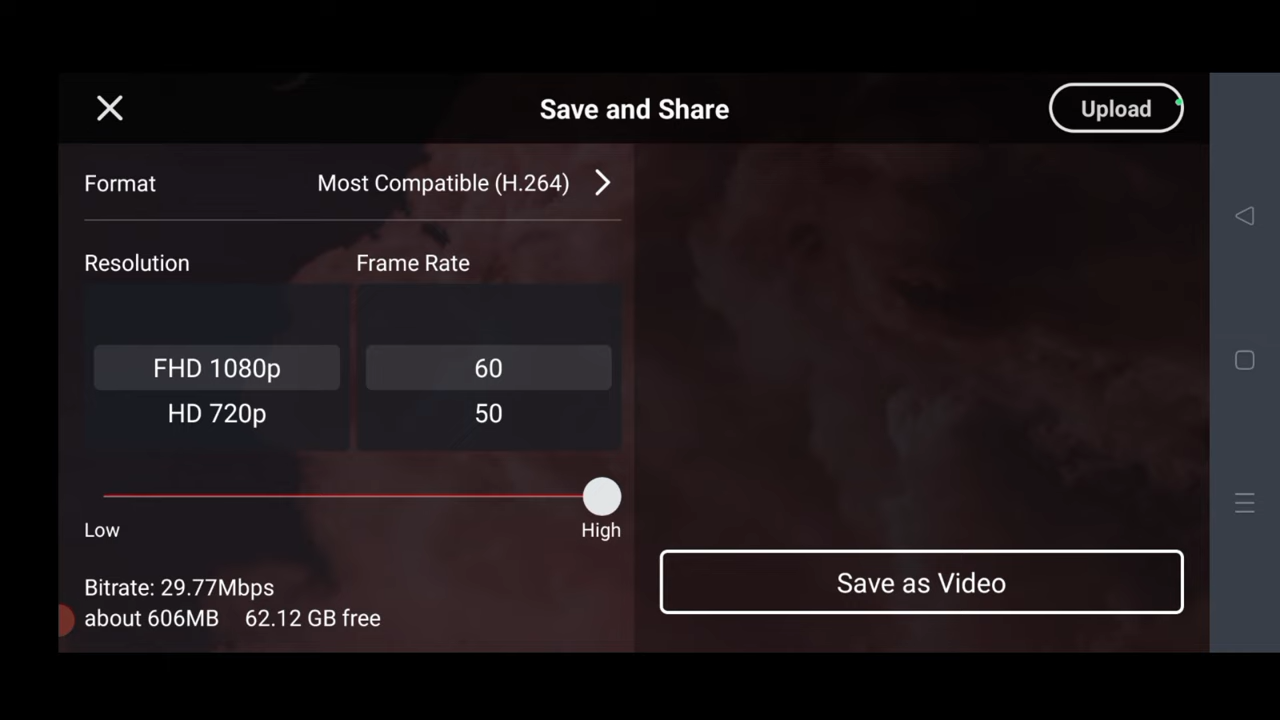 Save and Share
Upload
Format
Most Compatible (H.264)
Resolution
Frame Rate
FHD 1080p
60
HD 720p
50
Low
High
Bitrate: 29.77Mbps
about 606MB 62.12 GB free
Save as Video